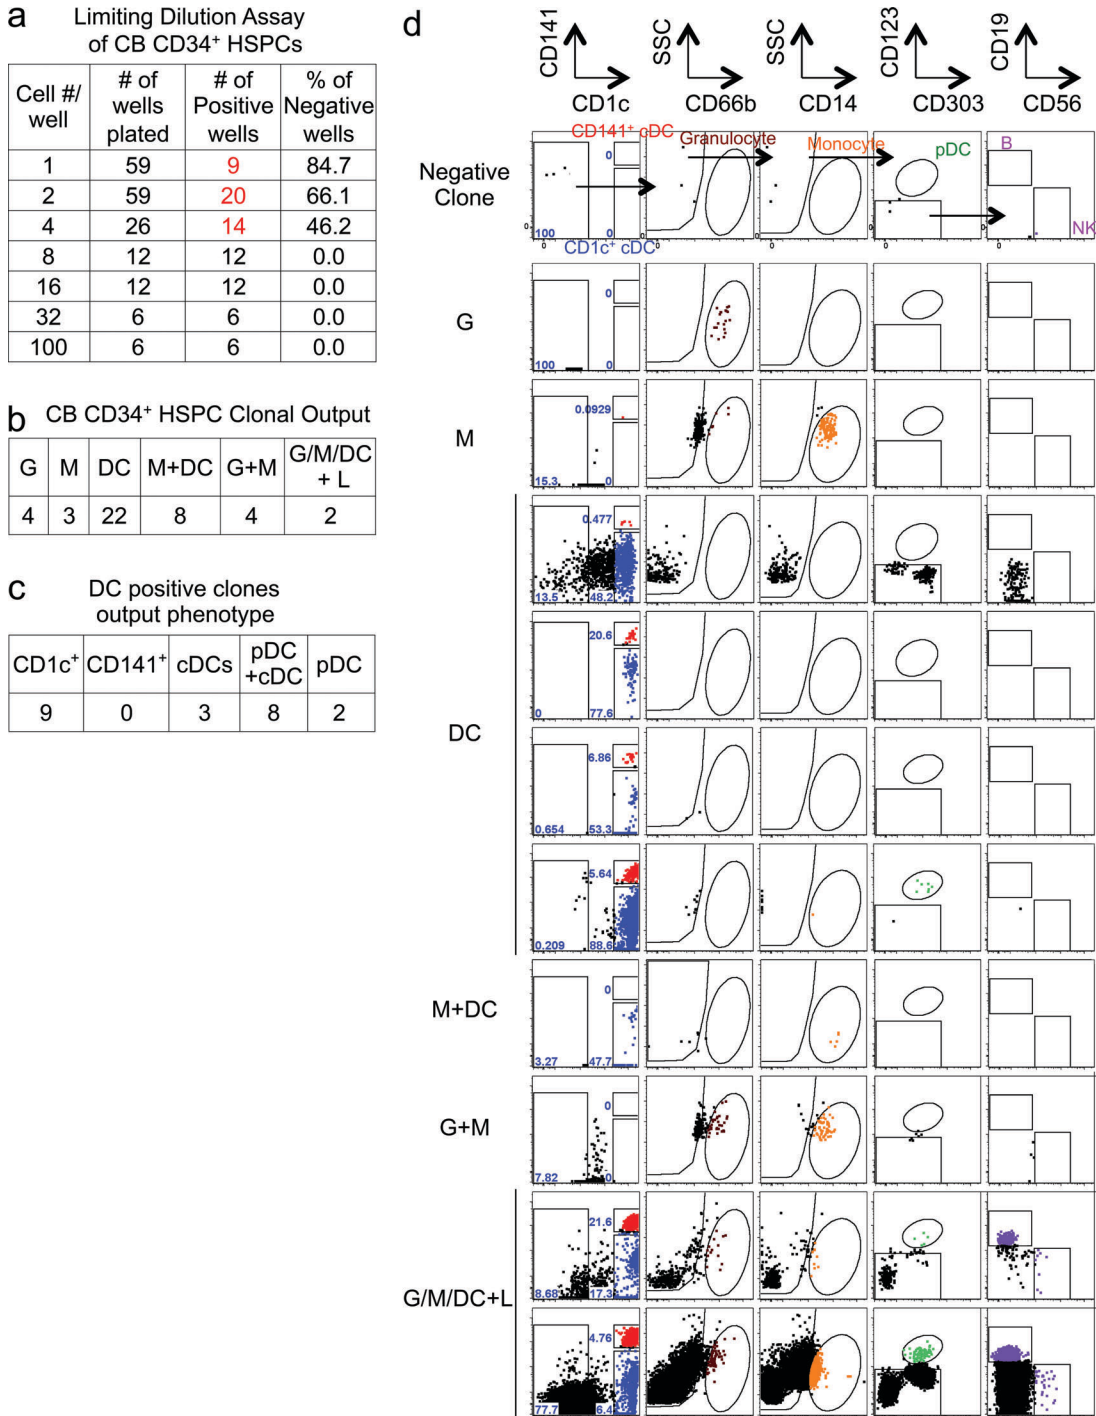 a
Limiting Dilution Assay
of CB CD34+ HSPCs
Cell #/ well | # of wells plated | # of Positive wells | % of Negative wells
1 59 9 84.7
2 59 20 66.1
4 26 14 46.2
8 12 12 0.0
16 12 12 0.0
32 6 6 0.0
100 6 6 0.0
b
CB CD34+ HSPC Clonal Output
G M DC M+DC G+M G/M/DC + L
4 3 22 8 4 2
c
DC positive clones
output phenotype
CD1c+ CD141+ cDCs pDC +cDC pDC
9 0 3 8 2
d
CD141 SSC SSC CD123 CD19
CD1c CD66b CD14 CD303 CD56
Negative Clone
CD141+ cDC Granulocyte Monocyte pDC B
0
100 0
NK
CD1c+ cDC
0 0 0 0 0
G
0
100 0
M
0.0929
15.3 0
DC
0.477
13.5 48.2
20.6
0 77.6
6.86
0.654 53.3
5.64
0.209 88.6
M+DC
0
3.27 47.7
G+M
0
7.82 0
G/M/DC+L
21.6
8.68 17.3
4.76
77.7 6.4